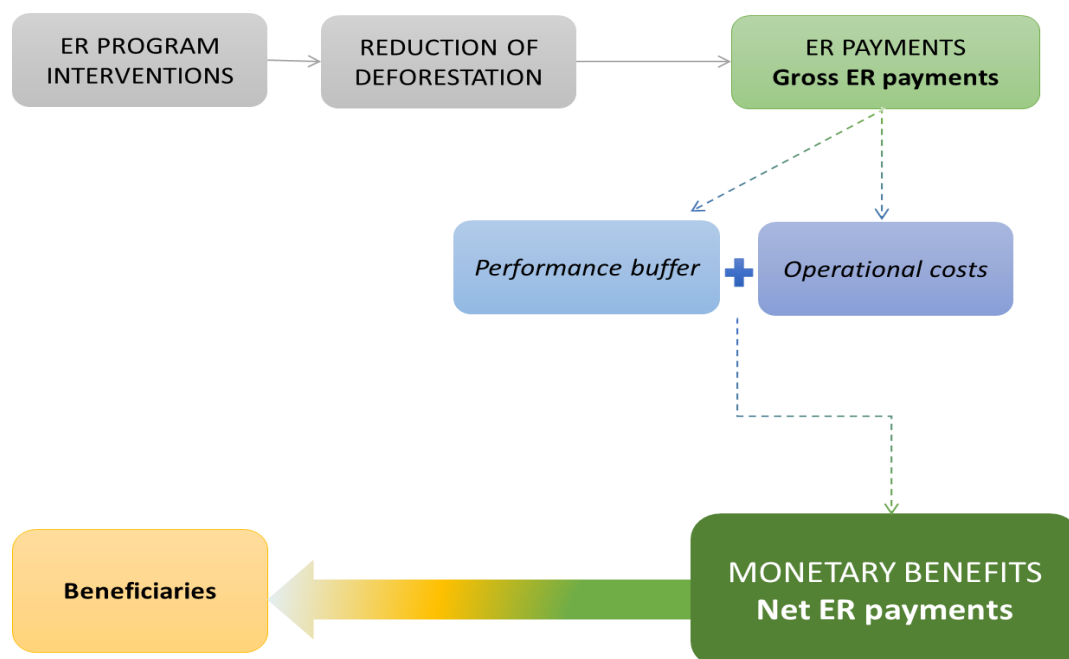 ER PROGRAM
INTERVENTIONS
REDUCTION OF
DEFORESTATION
ER PAYMENTS
Gross ER payments
Performance buffer
Operational costs
Beneficiaries
MONETARY BENEFITS
Net ER payments